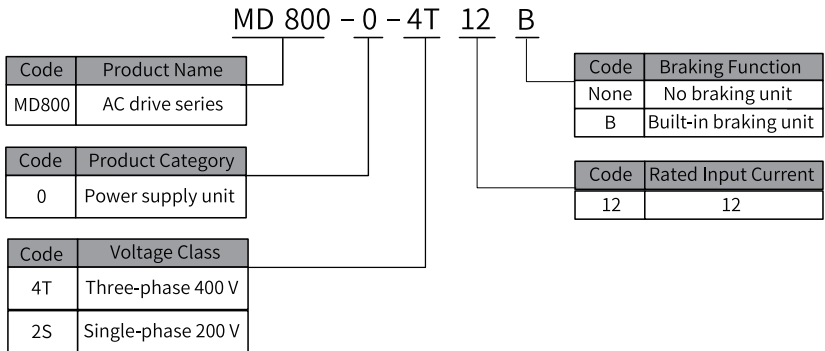 MD 800 – 0 – 4T 12 B
Code Product Name
MD800 AC drive series
Code Product Category
0 Power supply unit
Code Voltage Class
4T Three-phase 400 V
2S Single-phase 200 V
Code Braking Function
None No braking unit
B Built-in braking unit
Code Rated Input Current
12 12